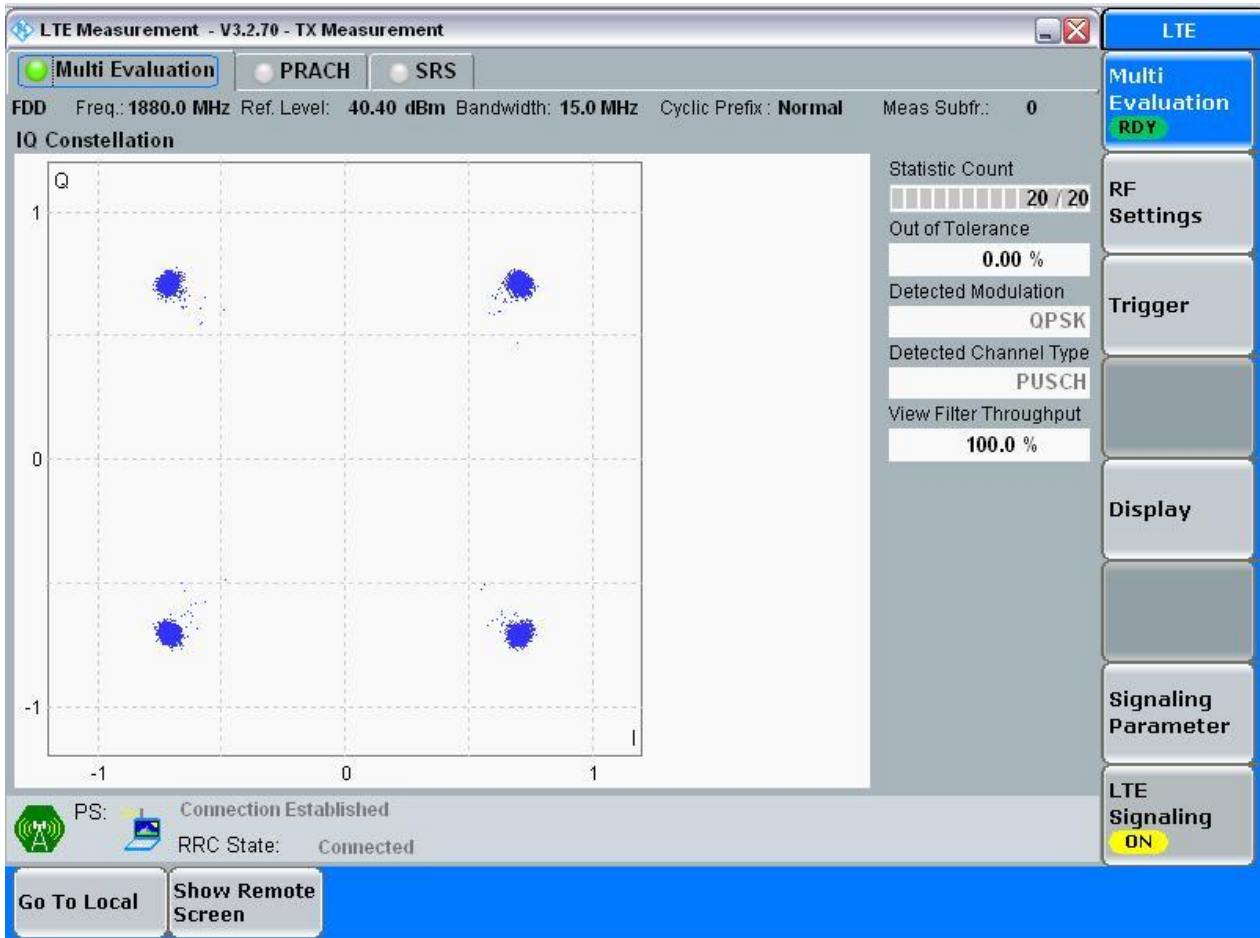 LTE Measurement - V3.2.70 - TX Measurement
LTE
Multi Evaluation PRACH SRS
FDD Freq.: 1880.0 MHz Ref. Level: 40.40 dBm Bandwidth: 15.0 MHz Cyclic Prefix : Normal Meas Subfr.: 0
IQ Constellation
Q
1
0
-1
I
-1 0 1
Statistic Count
20 / 20
Out of Tolerance
0.00 %
Detected Modulation
QPSK
Detected Channel Type
PUSCH
View Filter Throughput
100.0 %
Multi
Evaluation
RDY
RF
Settings
Trigger
Display
Signaling
Parameter
LTE
Signaling
ON
PS: Connection Established
RRC State: Connected
Go To Local
Show Remote
Screen